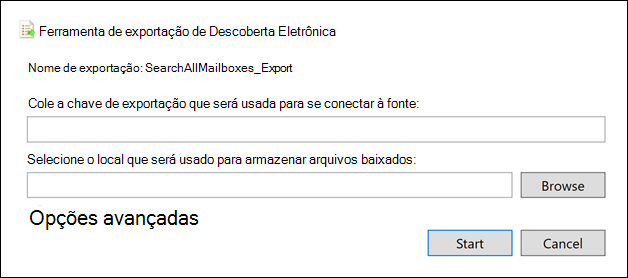 Ferramenta de exportação de Descoberta Eletrônica
Nome de exportação: SearchAllMailboxes_Export
Cole a chave de exportação que será usada para se conectar à fonte:
Selecione o local que será usado para armazenar arquivos baixados:
Browse
Opções avançadas
Start Cancel